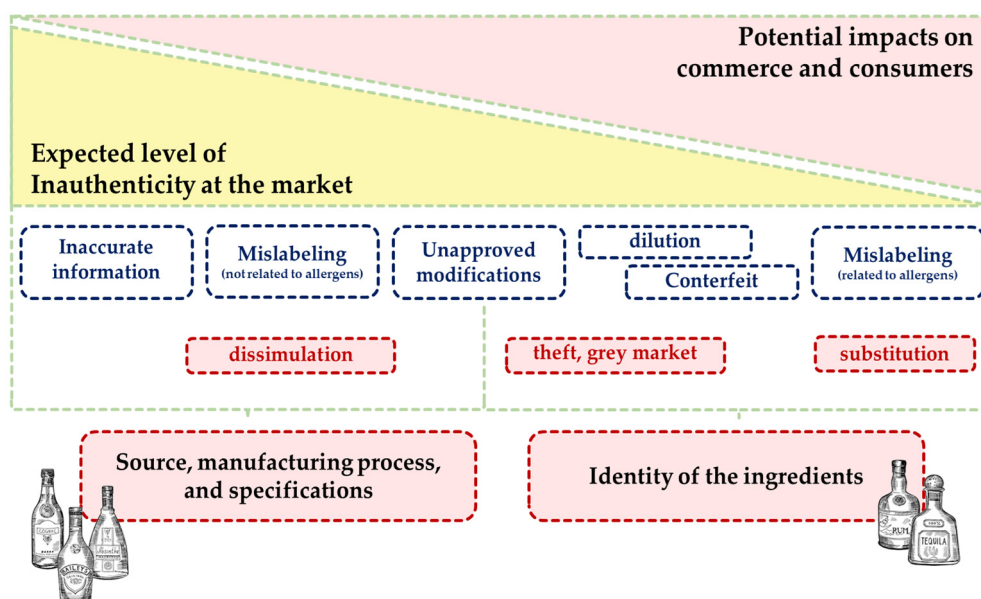 Potential impacts on
commerce and consumers
Expected level of
Inauthenticity at the market
Inaccurate
information
Mislabeling
(not related to allergens)
Unapproved
modifications
dilution
Conterfeit
Mislabeling
(related to allergens)
dissimulation
theft, grey market
substitution
Source, manufacturing process,
and specifications
Identity of the ingredients
COGNAC
Absinthe
BAILEYS
RUM
TEQUILA